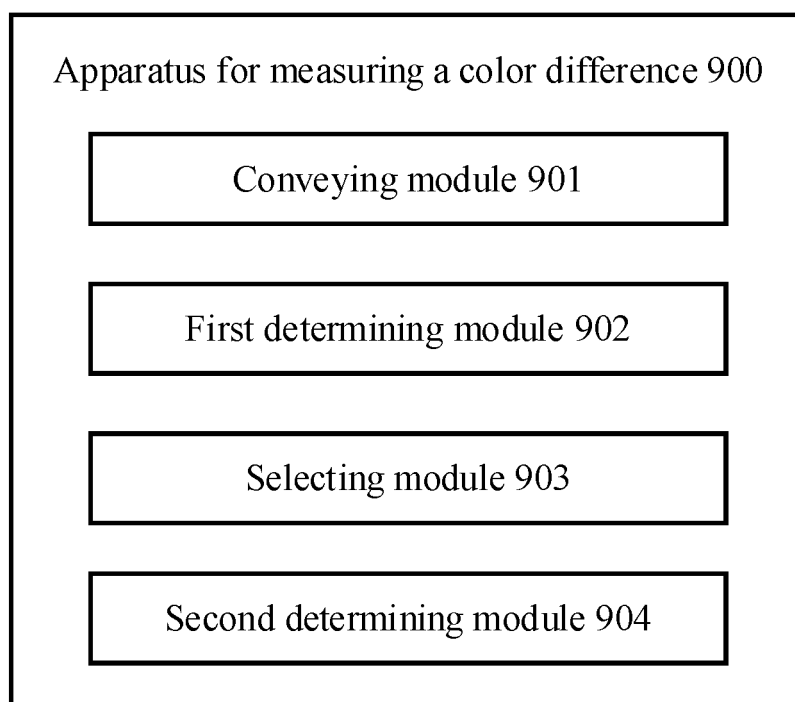 Apparatus for measuring a color difference 900
Conveying module 901
First determining module 902
Selecting module 903
Second determining module 904